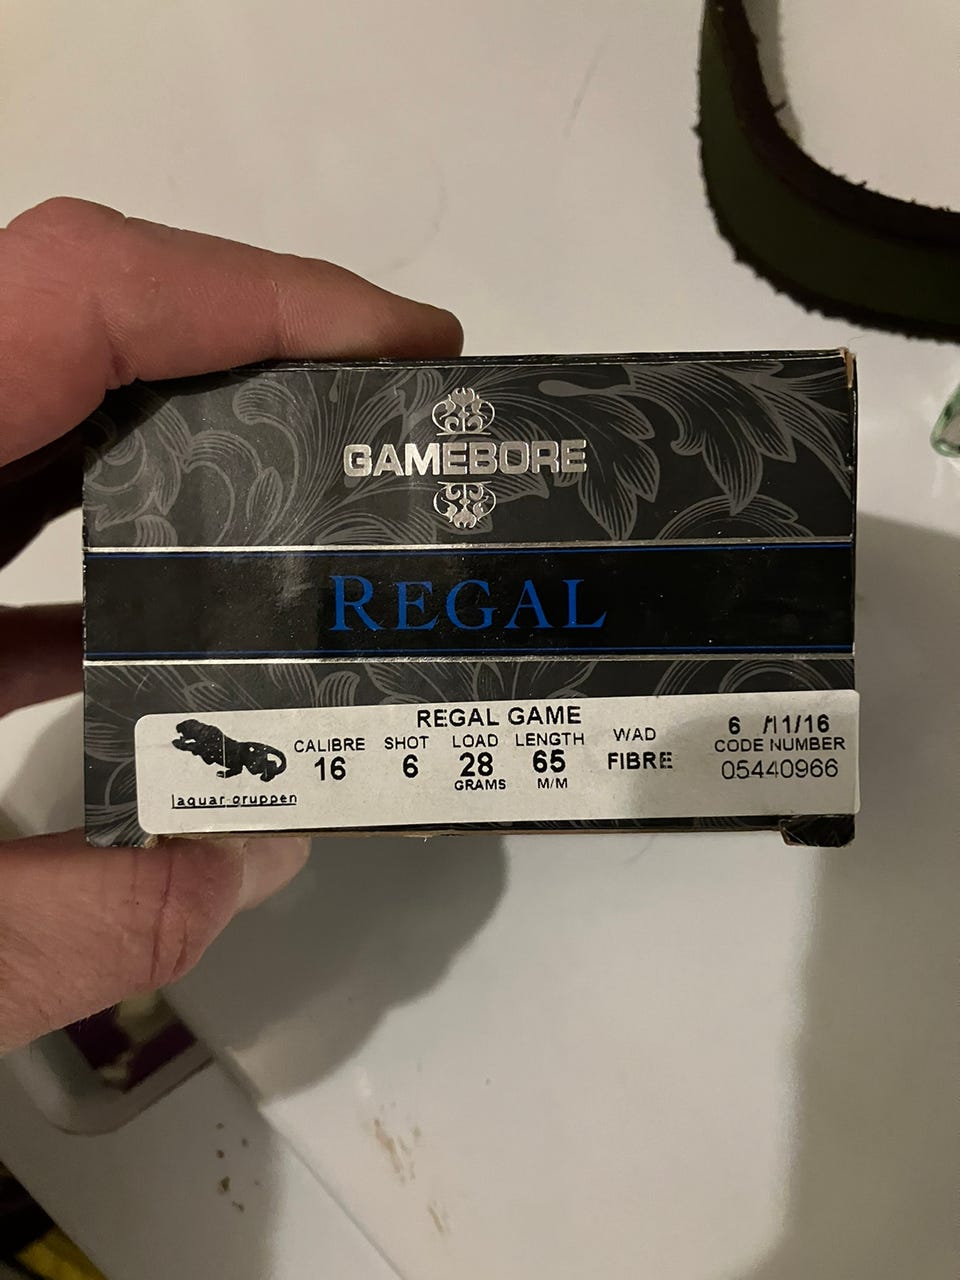 GAMEBORE
REGAL
REGAL GAME
CALIBRE SHOT LOAD LENGTH WAD 6 /11/16
16 6 28 65 FIBRE CODE NUMBER
GRAMS M/M 05440966
jaguar gruppen